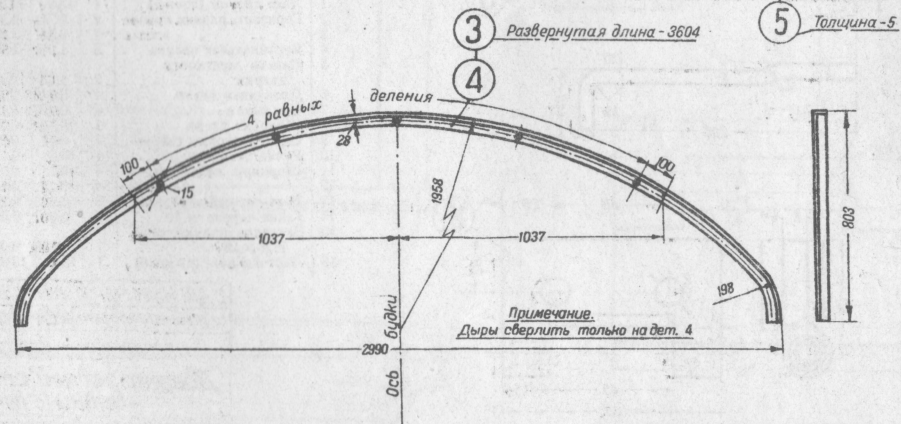 3 Развернутая длина - 3604
4
5 Толщина - 5
4 равных деления
100
100
28
15
1958
1037
1037
803
198
Примечание.
Дыры сверлить только на дет. 4
2990
Ось будки